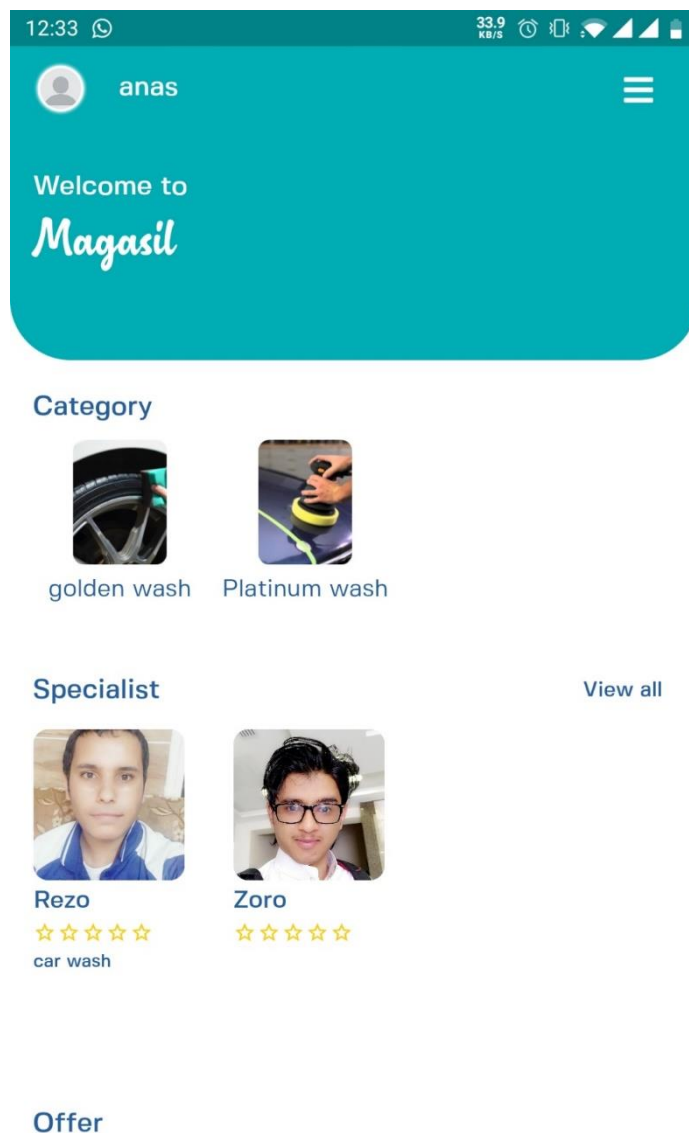 12:33
33.9
KB/S
anas
Welcome to
Magasil
Category
golden wash
Platinum wash
Specialist
View all
Rezo
Zoro
car wash
Offer